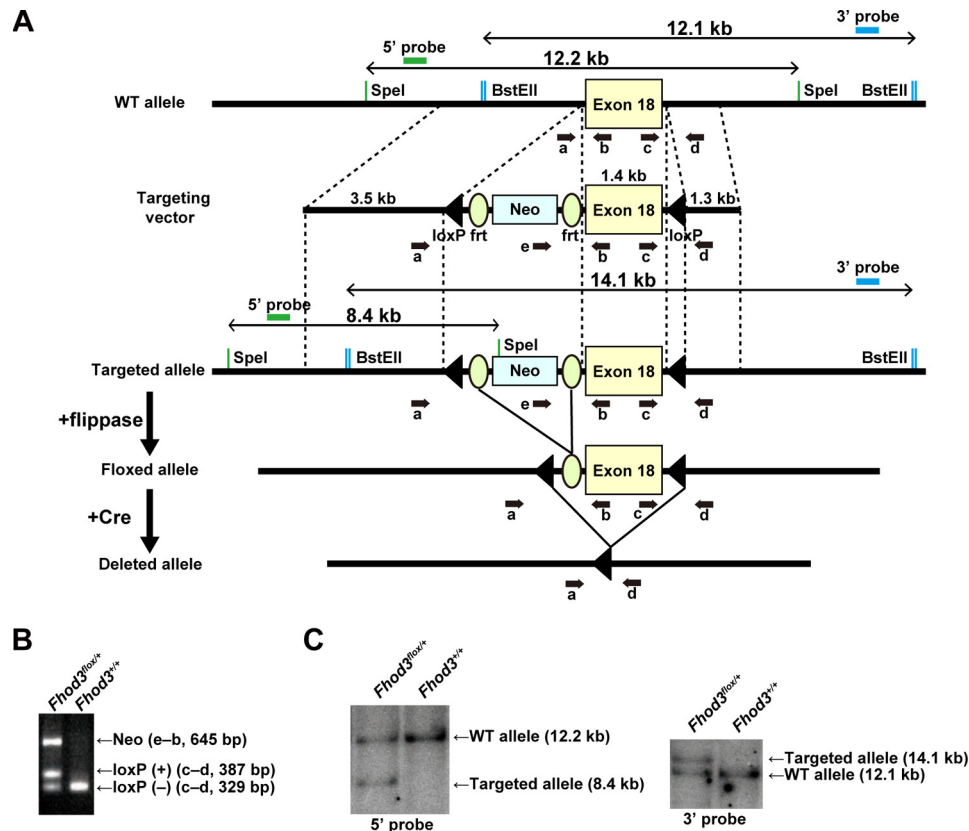 A
3' probe
12.1 kb
5' probe
12.2 kb
SpeI BstEII SpeI BstEII
WT allele Exon 18
a b c d
1.4 kb
Targeting vector 3.5 kb Neo Exon 18 1.3 kb
loxP frt frt loxP
a e b c d
3' probe
14.1 kb
5' probe
8.4 kb
SpeI BstEII SpeI BstEII
Targeted allele Neo Exon 18
a e b c d
+flippase
Floxed allele Exon 18
a b c d
+Cre
Deleted allele
a d
B
Fhod3flox/+ Fhod3+/+
←Neo (e–b, 645 bp)
←loxP (+) (c–d, 387 bp)
←loxP (–) (c–d, 329 bp)
C
Fhod3flox/+ Fhod3+/+
←WT allele (12.2 kb)
←Targeted allele (8.4 kb)
5' probe
Fhod3flox/+ Fhod3+/+
←Targeted allele (14.1 kb)
←WT allele (12.1 kb)
3' probe